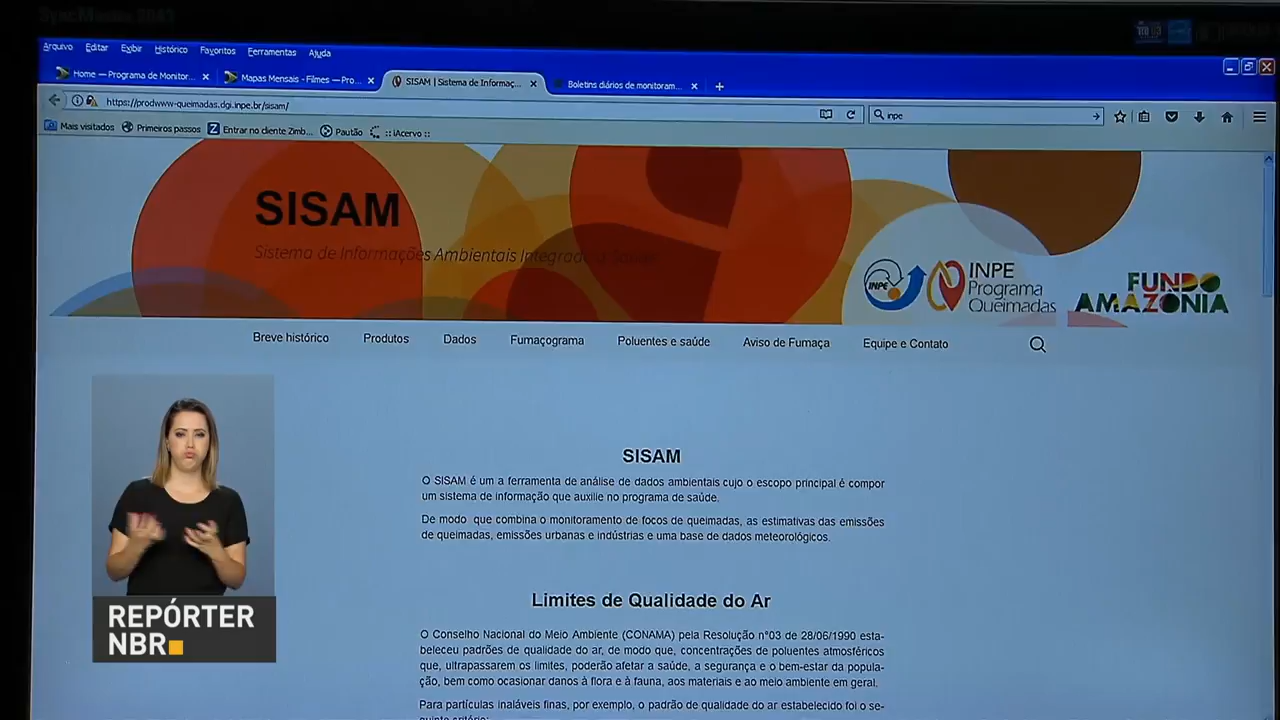 SyncMaster 2043
Arquivo Editar Exibir Histórico Favoritos Ferramentas Ajuda
Home — Programa de Monitor...
Mapas Mensais - Filmes — Pro...
SISAM | Sistema de Informaç...
Boletins diários de monitoram...
https://prodwww-queimadas.dgi.inpe.br/sisam/
inpe
Mais visitados
Primeiros passos
Entrar no cliente Zimb...
Pautão
:: iAcervo ::
SISAM
Sistema de Informações Ambientais Integrado a Saúde
INPE
INPE
Programa
Queimadas
FUNDO
AMAZÔNIA
Breve histórico Produtos Dados Fumaçograma Poluentes e saúde Aviso de Fumaça Equipe e Contato
SISAM
O SISAM é um a ferramenta de análise de dados ambientais cujo o escopo principal é compor
um sistema de informação que auxilie no programa de saúde.
De modo que combina o monitoramento de focos de queimadas, as estimativas das emissões
de queimadas, emissões urbanas e indústrias e uma base de dados meteorológicos.
Limites de Qualidade do Ar
O Conselho Nacional do Meio Ambiente (CONAMA) pela Resolução n°03 de 28/06/1990 esta-
beleceu padrões de qualidade do ar, de modo que, concentrações de poluentes atmosféricos
que, ultrapassarem os limites, poderão afetar a saúde, a segurança e o bem-estar da popula-
ção, bem como ocasionar danos à flora e à fauna, aos materiais e ao meio ambiente em geral.
Para partículas inaláveis finas, por exemplo, o padrão de qualidade do ar estabelecido foi o se-
guinte critério:
REPÓRTER
NBR